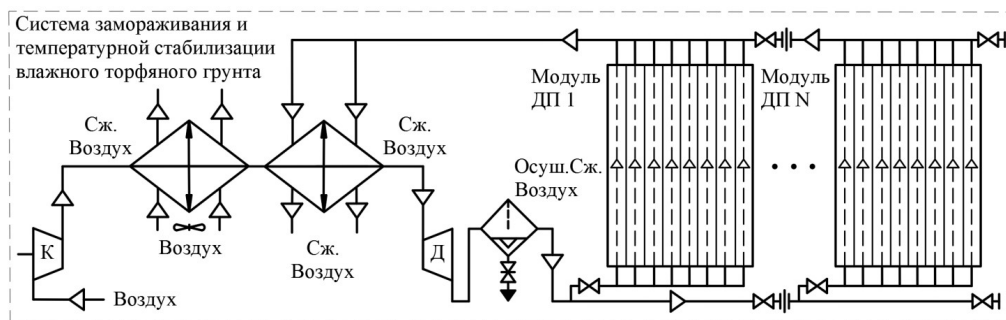 Система замораживания и
температурной стабилизации
влажного торфяного грунта
Модуль
ДП 1
Модуль
ДП N
Сж.
Воздух
Сж.
Воздух
Осуш.Сж.
Воздух
К
Воздух
Сж.
Воздух
Д
Воздух